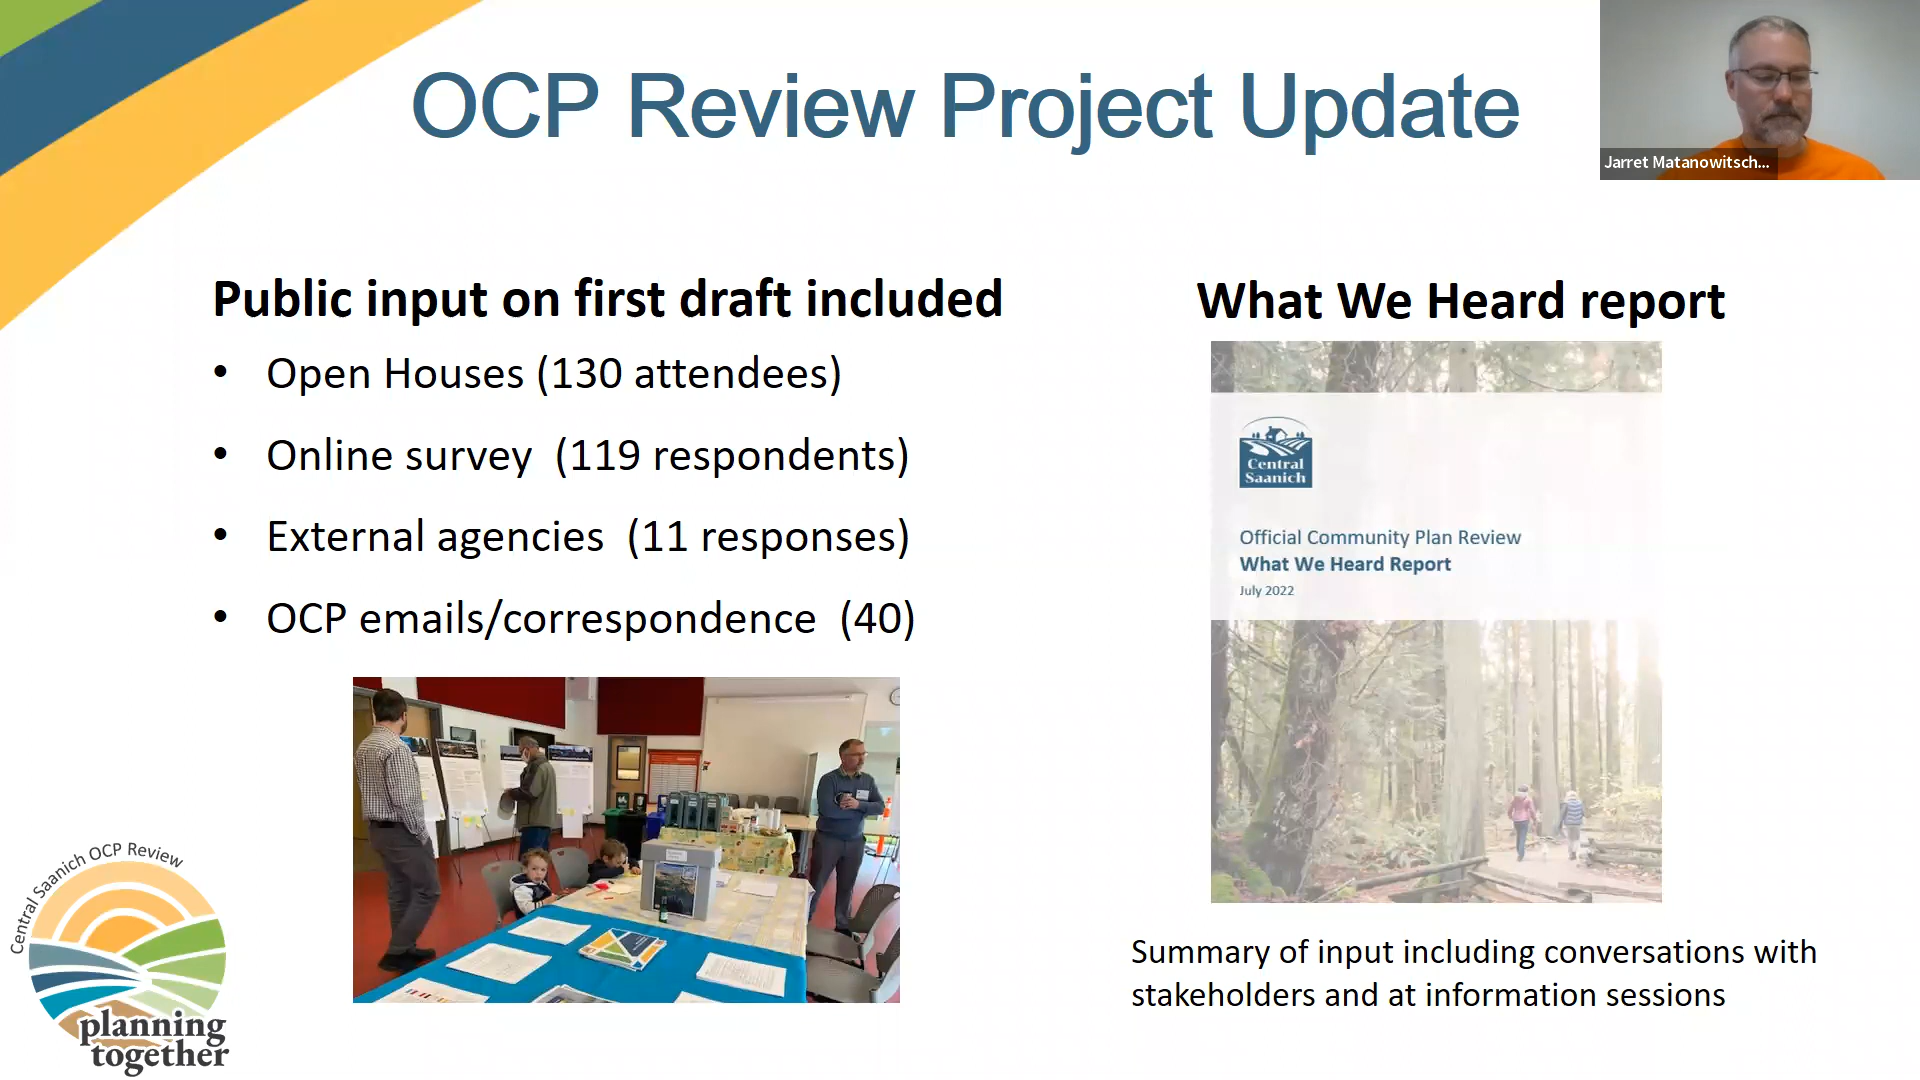 OCP Review Project Update
Jarret Matanowitsch...
Public input on first draft included
• Open Houses (130 attendees)
• Online survey (119 respondents)
• External agencies (11 responses)
• OCP emails/correspondence (40)
What We Heard report
Central
Saanich
Official Community Plan Review
What We Heard Report
July 2022
Summary of input including conversations with
stakeholders and at information sessions
Central Saanich OCP Review
planning
together